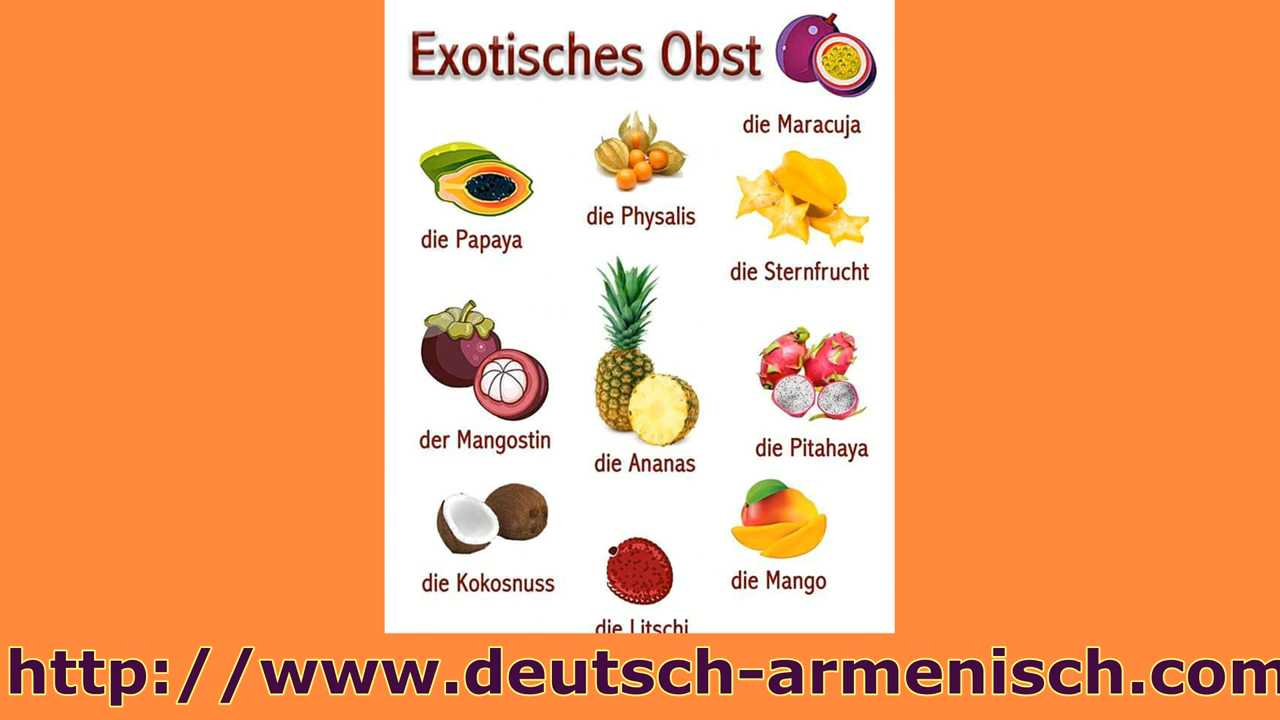 Exotisches Obst
die Maracuja
die Physalis
die Papaya
die Sternfrucht
der Mangostin
die Ananas
die Pitahaya
die Kokosnuss
die Mango
die Litschi
http://www.deutsch-armenisch.com